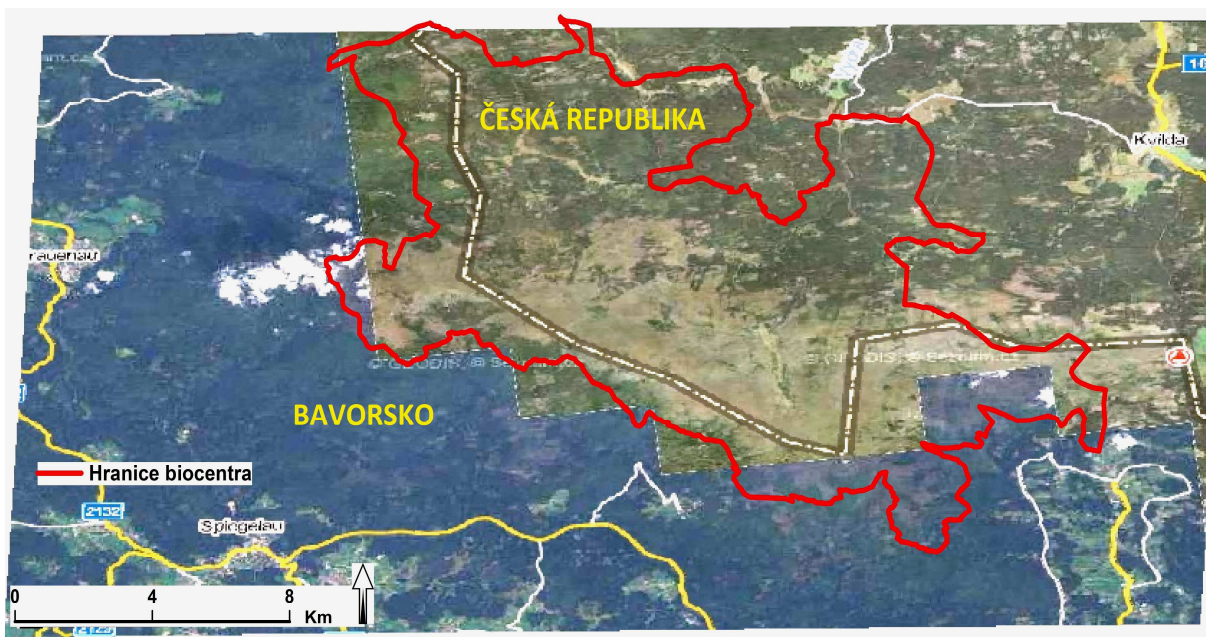 ČESKÁ REPUBLIKA
Kvilda
BAVORSKO
Hranice biocentra
2132
Spiegelau
0 4 8 Km